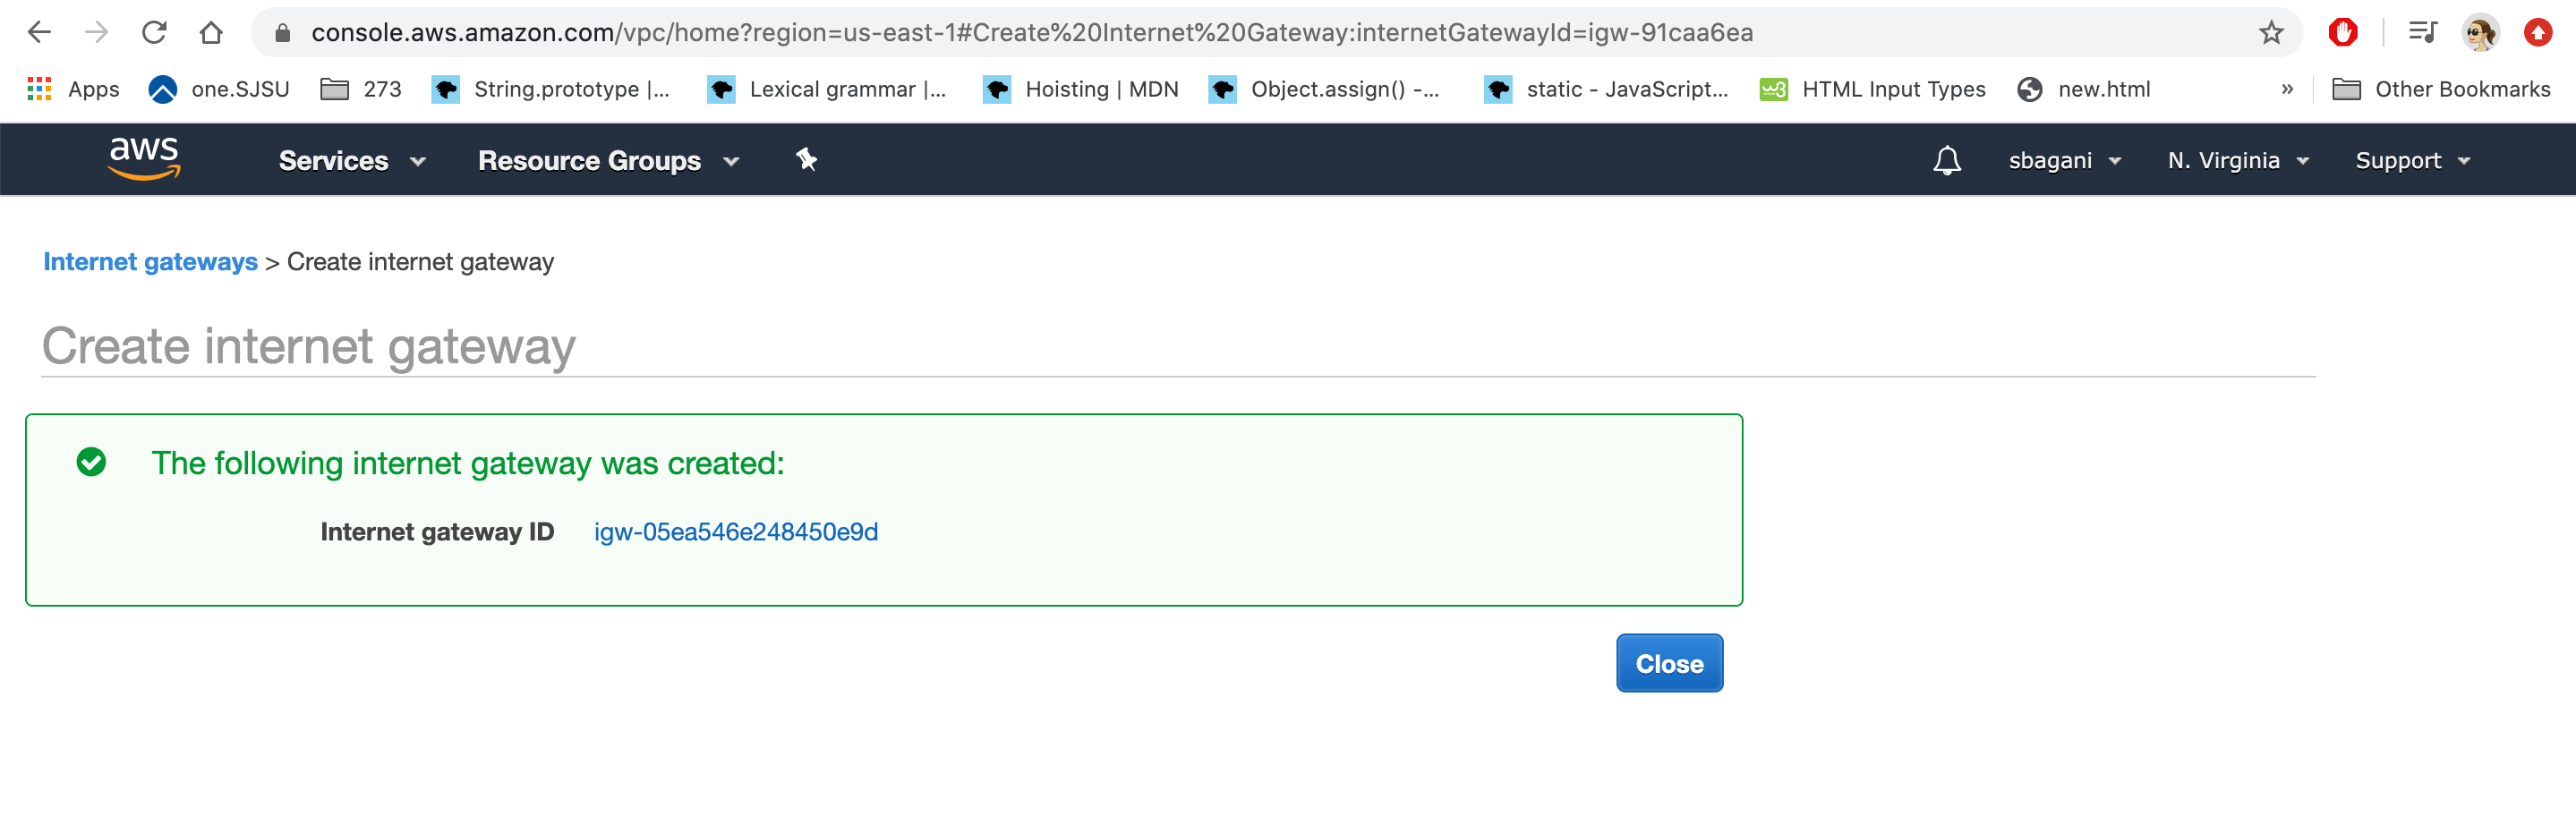 console.aws.amazon.com/vpc/home?region=us-east-1#Create%20Internet%20Gateway:internetGatewayId=igw-91caa6ea
Apps one.SJSU 273 String.prototype |... Lexical grammar |... Hoisting | MDN Object.assign() -... static - JavaScript... w3 HTML Input Types new.html » Other Bookmarks
aws Services Resource Groups sbagani N. Virginia Support
Internet gateways > Create internet gateway
Create internet gateway
The following internet gateway was created:
Internet gateway ID igw-05ea546e248450e9d
Close